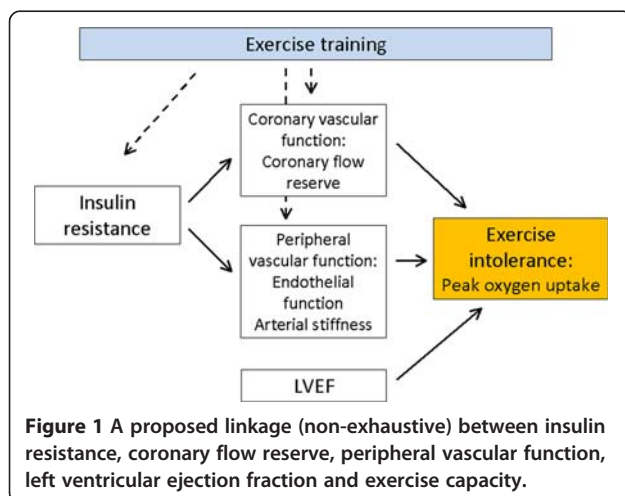 Exercise training
Coronary vascular
function:
Coronary flow
reserve
Insulin
resistance
Peripheral
vascular function:
Endothelial
function
Arterial stiffness
Exercise
intolerance:
Peak oxygen uptake
LVEF
Figure 1 A proposed linkage (non-exhaustive) between insulin
resistance, coronary flow reserve, peripheral vascular function,
left ventricular ejection fraction and exercise capacity.